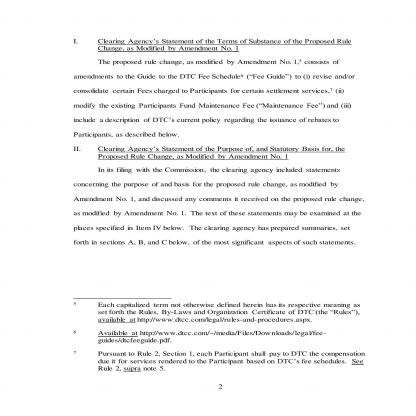 I. Clearing Agency's Statement of the Terms of Substance of the Proposed Rule
Change, as Modified by Amendment No. 1
The proposed rule change, as modified by Amendment No. 1,5 consists of
amendments to the Guide to the DTC Fee Schedule6 ("Fee Guide") to (i) revise and/or
consolidate certain Fees charged to Participants for certain settlement services,7 (ii)
modify the existing Participants Fund Maintenance Fee ("Maintenance Fee") and (iii)
include a description of DTC's current policy regarding the issuance of rebates to
Participants, as described below.
II. Clearing Agency's Statement of the Purpose of, and Statutory Basis for, the
Proposed Rule Change, as Modified by Amendment No. 1
In its filing with the Commission, the clearing agency included statements
concerning the purpose of and basis for the proposed rule change, as modified by
Amendment No. 1, and discussed any comments it received on the proposed rule change,
as modified by Amendment No. 1. The text of these statements may be examined at the
places specified in Item IV below. The clearing agency has prepared summaries, set
forth in sections A, B, and C below, of the most significant aspects of such statements.
5 Each capitalized term not otherwise defined herein has its respective meaning as
set forth the Rules, By-Laws and Organization Certificate of DTC (the "Rules"),
available at http://www.dtcc.com/legal/rules-and-procedures.aspx.
6 Available at http://www.dtcc.com/~/media/Files/Downloads/legal/fee-
guides/dtcfeeguide.pdf.
7 Pursuant to Rule 2, Section 1, each Participant shall pay to DTC the compensation
due it for services rendered to the Participant based on DTC's fee schedules. See
Rule 2, supra note 5.
2